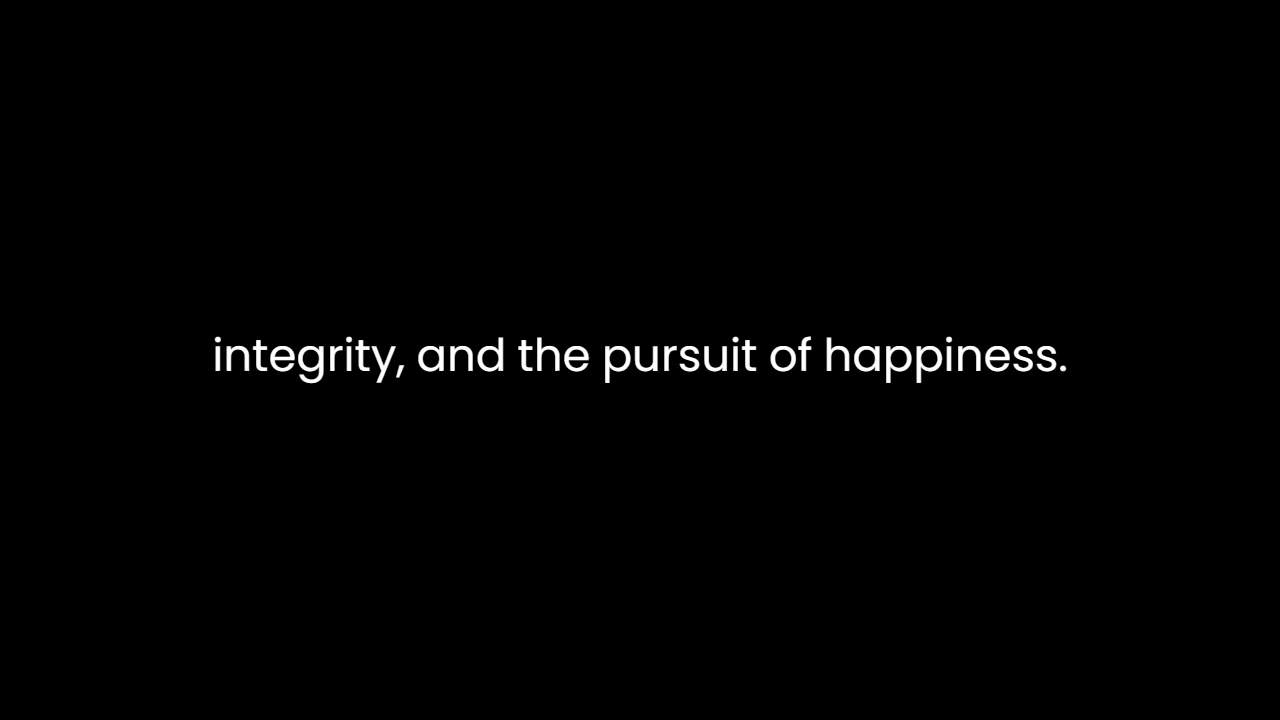 integrity, and the pursuit of happiness.